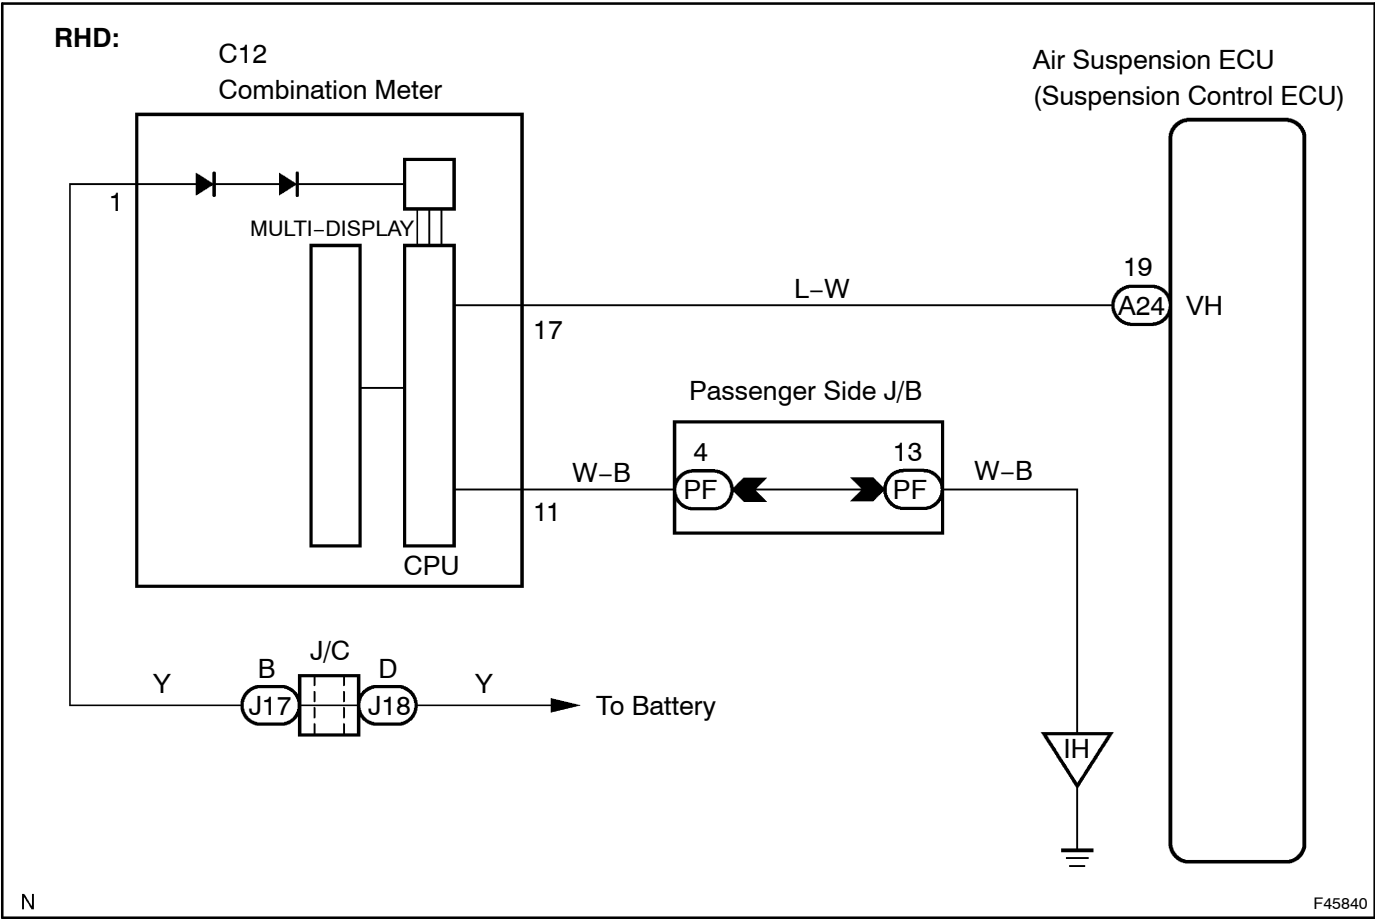 RHD:
C12
Combination Meter
Air Suspension ECU
(Suspension Control ECU)
1
MULTI−DISPLAY
L−W
19
A24
VH
17
Passenger Side J/B
W−B
4
13
PF
PF
W−B
11
CPU
J/C
B
D
Y
J17
J18
Y
To Battery
IH
N
F45840